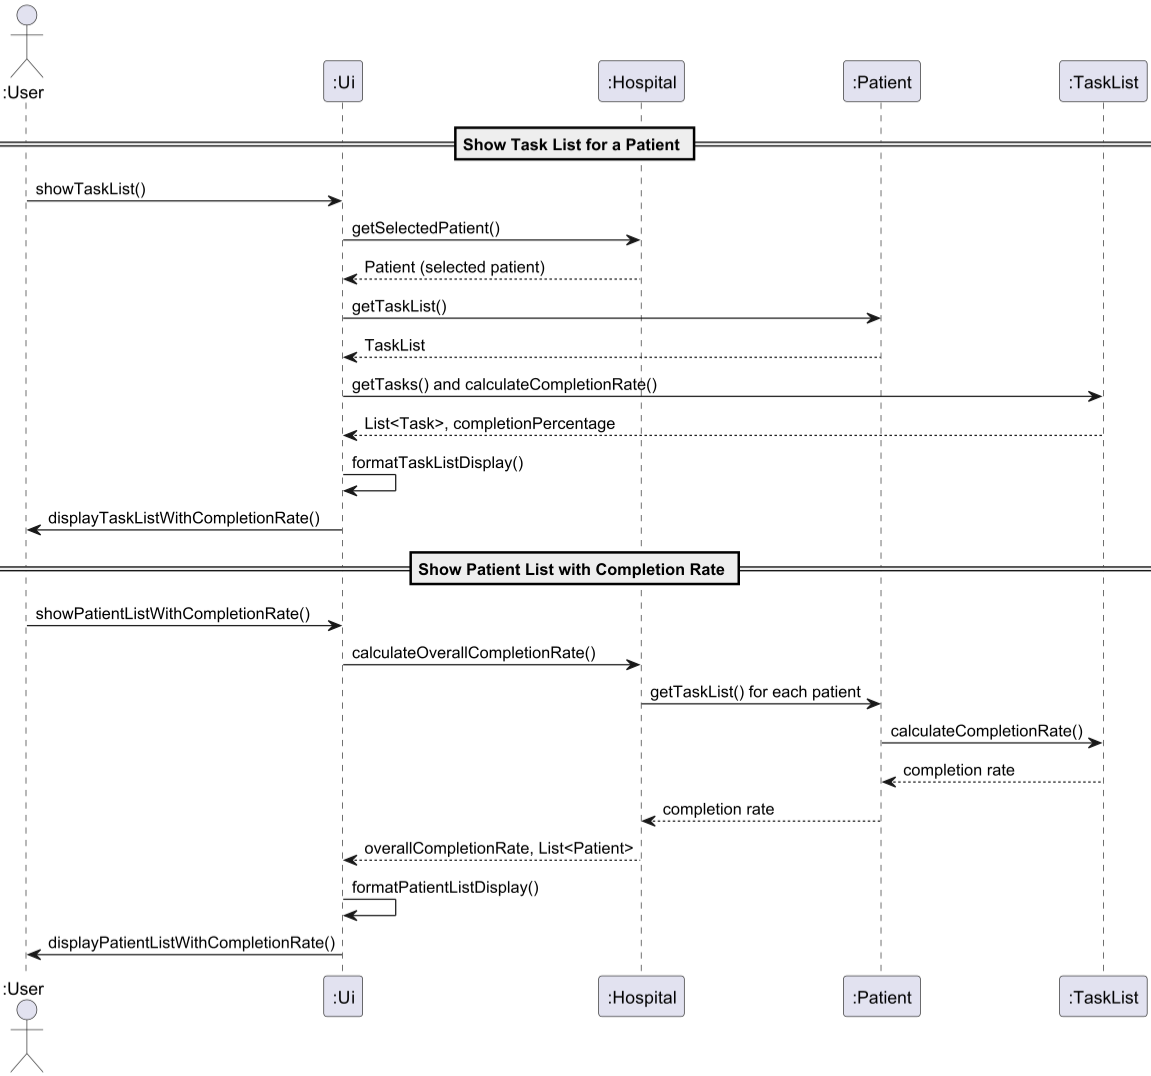 :User
:Ui
:Hospital
:Patient
:TaskList
Show Task List for a Patient
showTaskList()
getSelectedPatient()
Patient (selected patient)
getTaskList()
TaskList
getTasks() and calculateCompletionRate()
List<Task>, completionPercentage
formatTaskListDisplay()
displayTaskListWithCompletionRate()
Show Patient List with Completion Rate
showPatientListWithCompletionRate()
calculateOverallCompletionRate()
getTaskList() for each patient
calculateCompletionRate()
completion rate
completion rate
overallCompletionRate, List<Patient>
formatPatientListDisplay()
displayPatientListWithCompletionRate()
:User
:Ui
:Hospital
:Patient
:TaskList